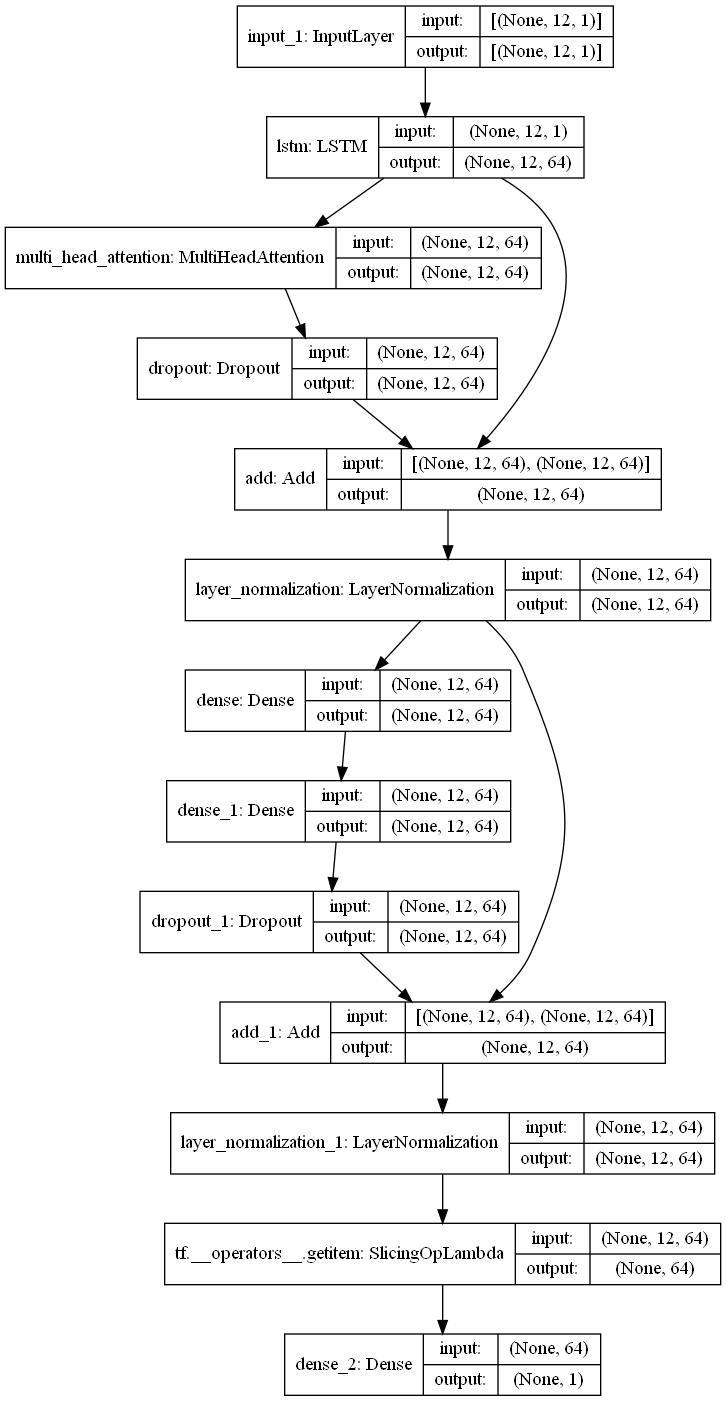 input_1: InputLayer
input:
[(None, 12, 1)]
output:
[(None, 12, 1)]
lstm: LSTM
input:
(None, 12, 1)
output:
(None, 12, 64)
multi_head_attention: MultiHeadAttention
input:
(None, 12, 64)
output:
(None, 12, 64)
dropout: Dropout
input:
(None, 12, 64)
output:
(None, 12, 64)
add: Add
input:
[(None, 12, 64), (None, 12, 64)]
output:
(None, 12, 64)
layer_normalization: LayerNormalization
input:
(None, 12, 64)
output:
(None, 12, 64)
dense: Dense
input:
(None, 12, 64)
output:
(None, 12, 64)
dense_1: Dense
input:
(None, 12, 64)
output:
(None, 12, 64)
dropout_1: Dropout
input:
(None, 12, 64)
output:
(None, 12, 64)
add_1: Add
input:
[(None, 12, 64), (None, 12, 64)]
output:
(None, 12, 64)
layer_normalization_1: LayerNormalization
input:
(None, 12, 64)
output:
(None, 12, 64)
tf.__operators__.getitem: SlicingOpLambda
input:
(None, 12, 64)
output:
(None, 64)
dense_2: Dense
input:
(None, 64)
output:
(None, 1)